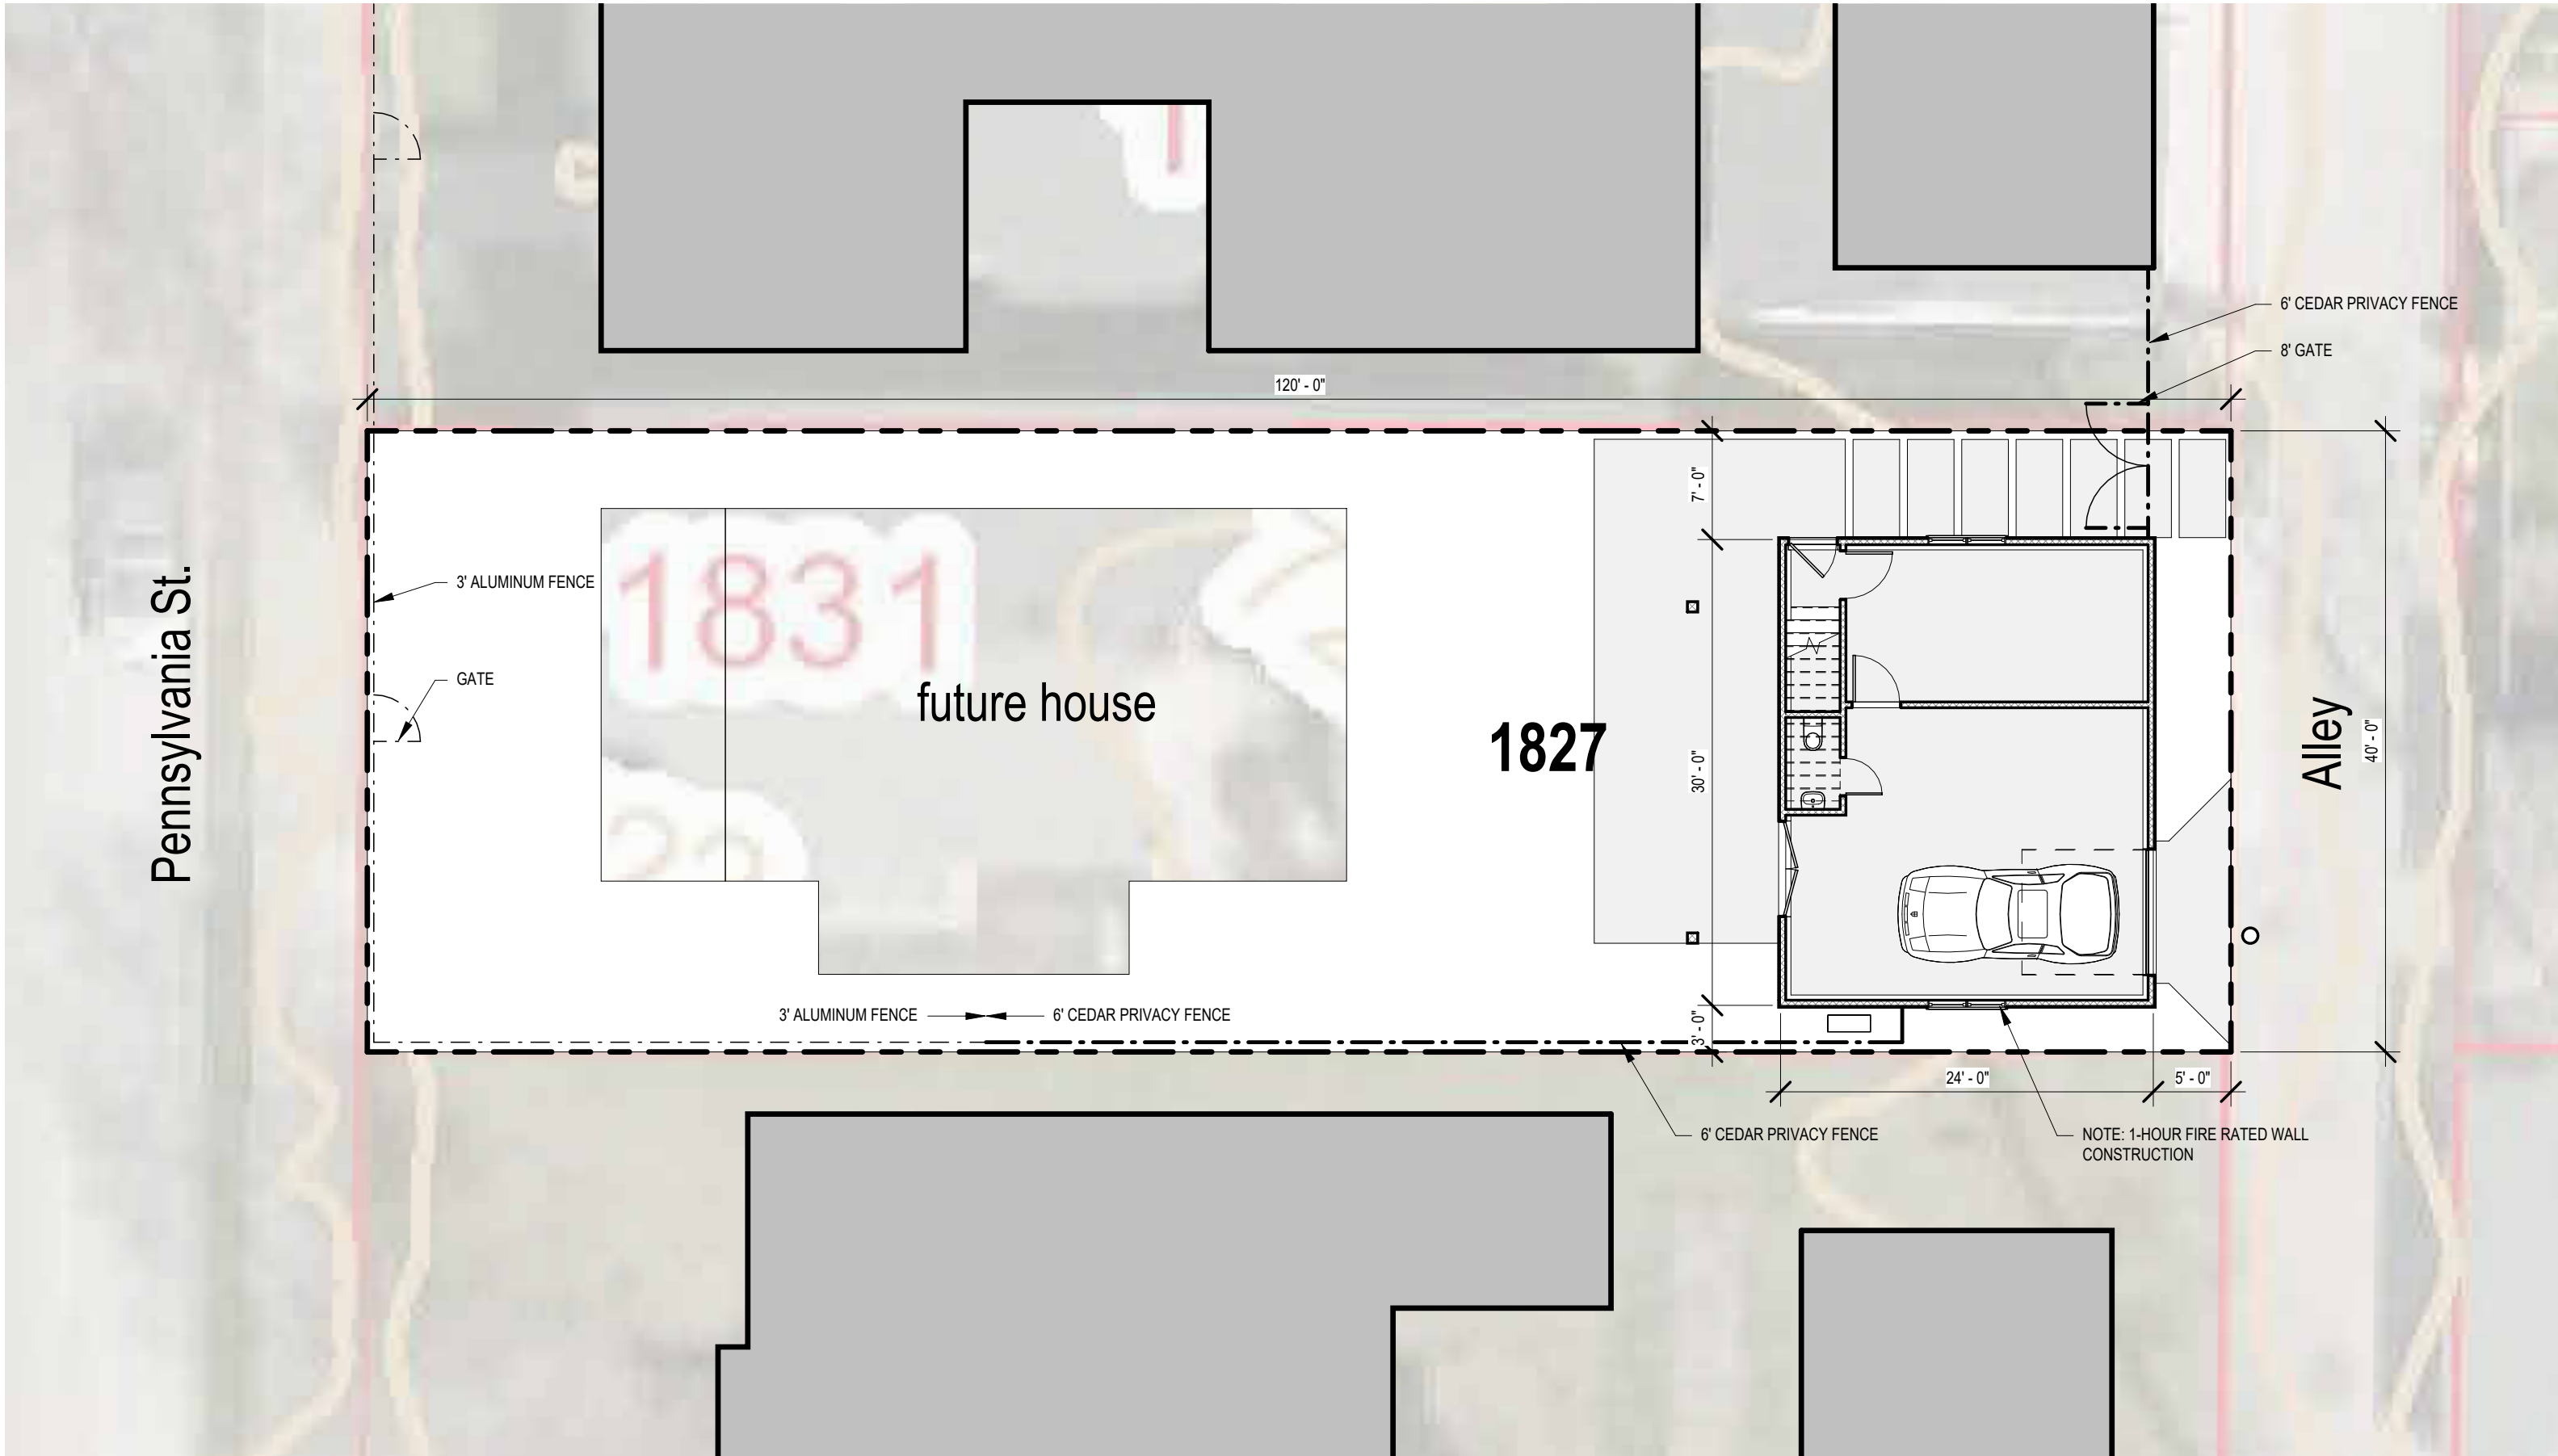 6' CEDAR PRIVACY FENCE
8' GATE
120' - 0"
7' - 0"
Pennsylvania St.
3' ALUMINUM FENCE
1831
GATE
future house
1827
30' - 0"
Alley
40' - 0"
3' ALUMINUM FENCE
6' CEDAR PRIVACY FENCE
3' - 0"
24' - 0"
5' - 0"
6' CEDAR PRIVACY FENCE
NOTE: 1-HOUR FIRE RATED WALL
CONSTRUCTION